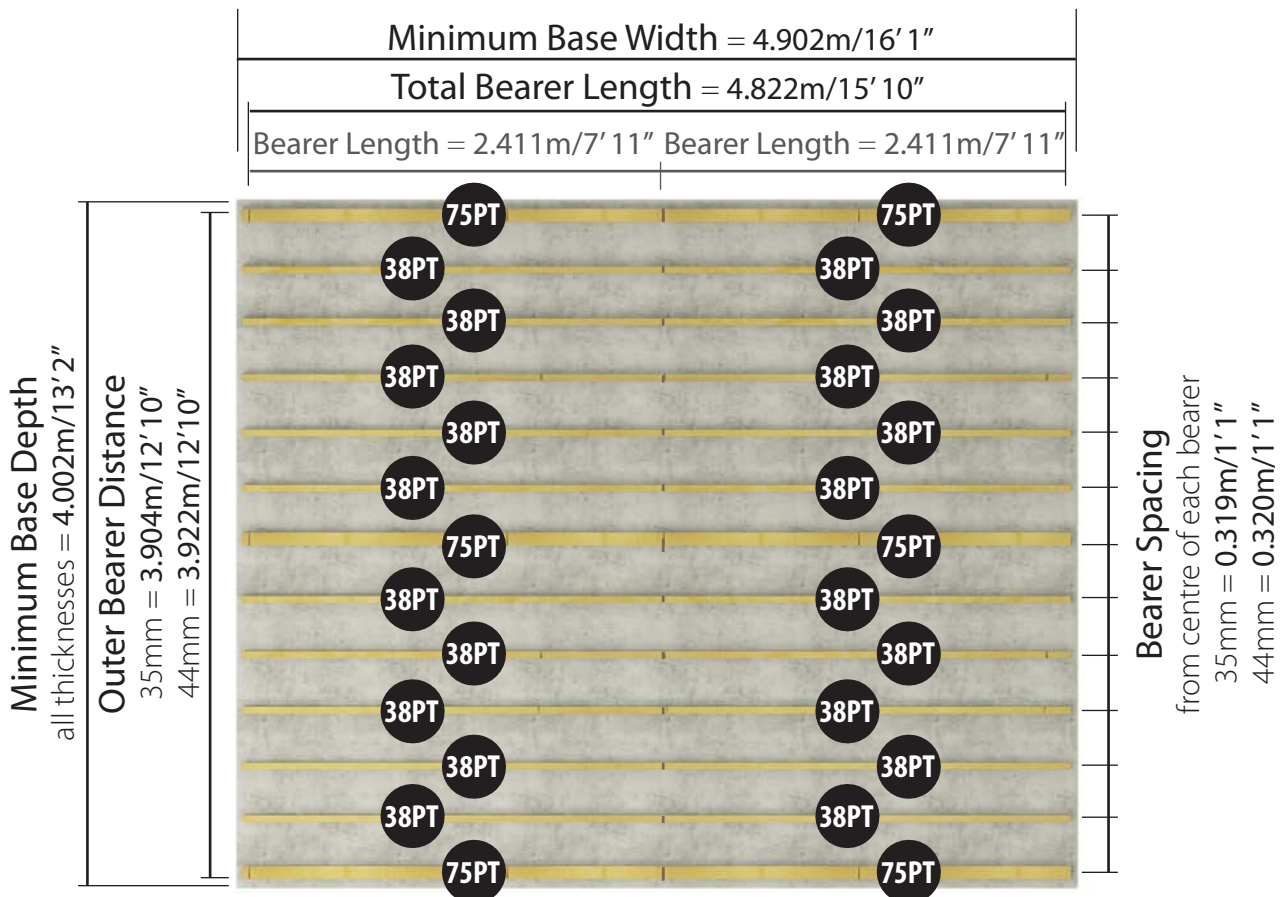 Minimum Base Width = 4.902m/16' 1"
Total Bearer Length = 4.822m/15' 10"
Bearer Length = 2.411m/7' 11" Bearer Length = 2.411m/7' 11"
Minimum Base Depth
all thicknesses = 4.002m/13'2"
Outer Bearer Distance
35mm = 3.904m/12' 10"
44mm = 3.922m/12'10"
75PT 75PT
38PT 38PT
38PT 38PT
38PT 38PT
38PT 38PT
38PT 38PT
75PT 75PT
38PT 38PT
38PT 38PT
38PT 38PT
38PT 38PT
38PT 38PT
75PT 75PT
Bearer Spacing
from centre of each bearer
35mm = 0.319m/1' 1"
44mm = 0.320m/1' 1"